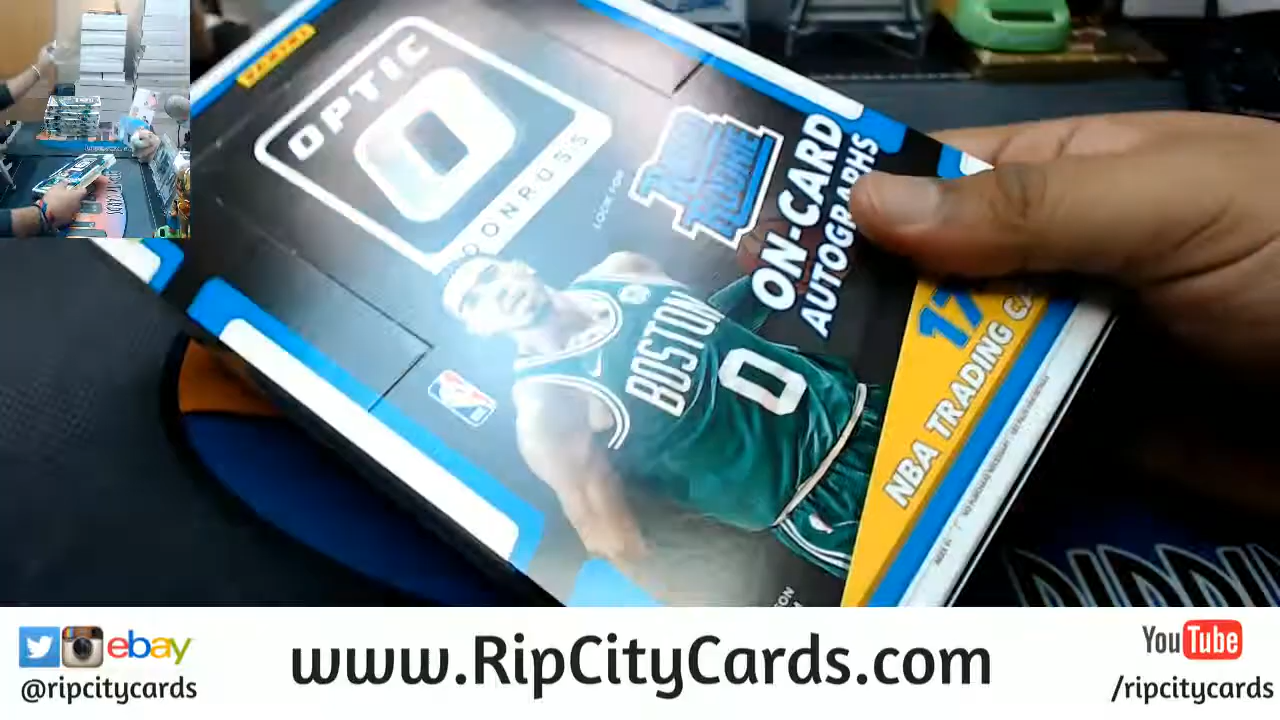 PANINI
OPTIC
DONRUSS
LOOK FOR
ROOKIE
ON-CARD
AUTOGRAPHS
BOSTON
0
17
NBA TRADING CA
ebay
@ripcitycards
www.RipCityCards.com
YouTube
/ripcitycards